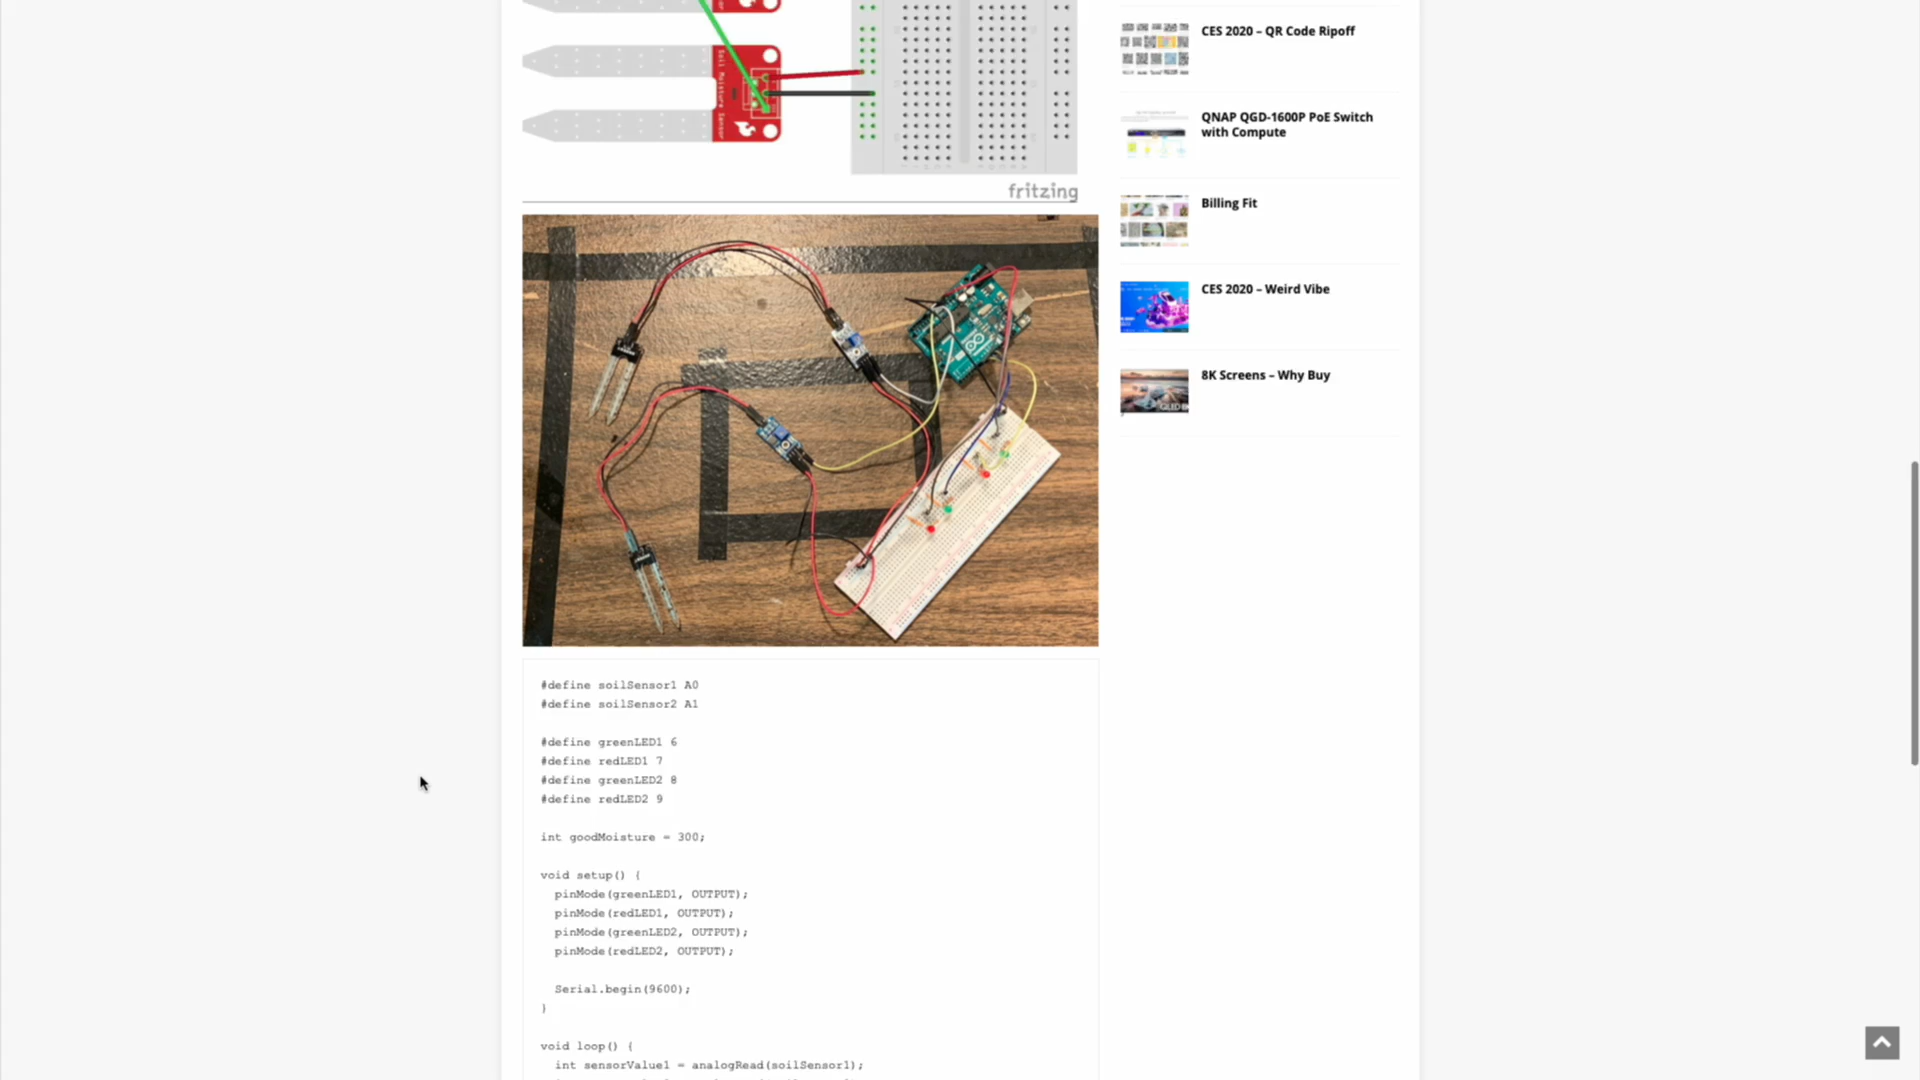 Soil Moisture Sensor
fritzing
#define soilSensor1 A0
#define soilSensor2 A1
#define greenLED1 6
#define redLED1 7
#define greenLED2 8
#define redLED2 9
int goodMoisture = 300;
void setup() {
pinMode(greenLED1, OUTPUT);
pinMode(redLED1, OUTPUT);
pinMode(greenLED2, OUTPUT);
pinMode(redLED2, OUTPUT);
Serial.begin(9600);
}
void loop() {
int sensorValue1 = analogRead(soilSensor1);
CES 2020 – QR Code Ripoff
QNAP QGD-1600P PoE Switch
with Compute
Billing Fit
CES 2020 – Weird Vibe
8K Screens – Why Buy